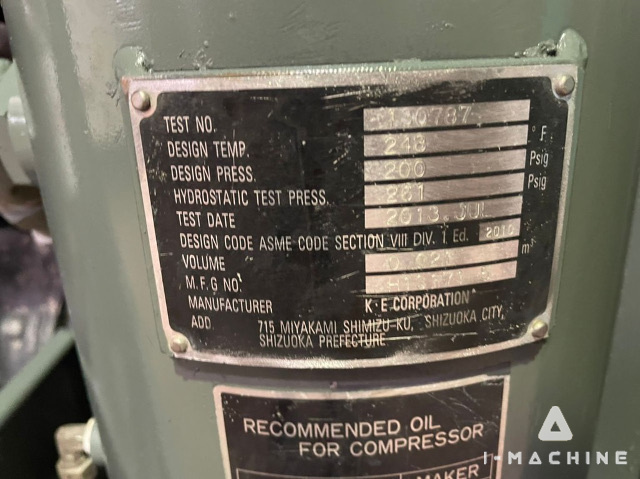 TEST NO.
DESIGN TEMP. 248 °F
DESIGN PRESS. 200 Psig
HYDROSTATIC TEST PRESS. 261 Psig
TEST DATE 2013.JUL
DESIGN CODE ASME CODE SECTION VIII DIV. 1 Ed. 2010
VOLUME m³
M.F.G NO.
MANUFACTURER K·E.CORPORATION
ADD. 715 MIYAKAMI SHIMIZU-KU, SHIZUOKA CITY,
SHIZUOKA PREFECTURE
RECOMMENDED OIL
FOR COMPRESSOR
MAKER
I-MACHINE